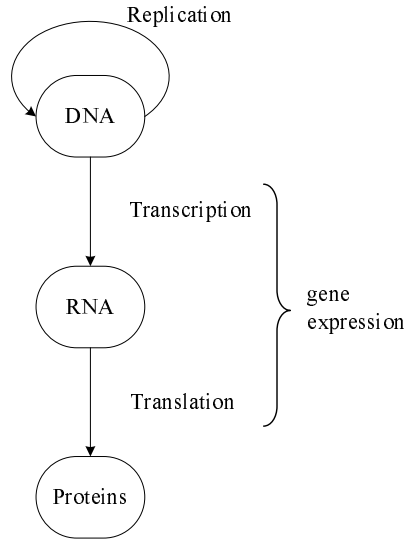 Replication
DNA
Transcription
gene
expression
RNA
Translation
Proteins